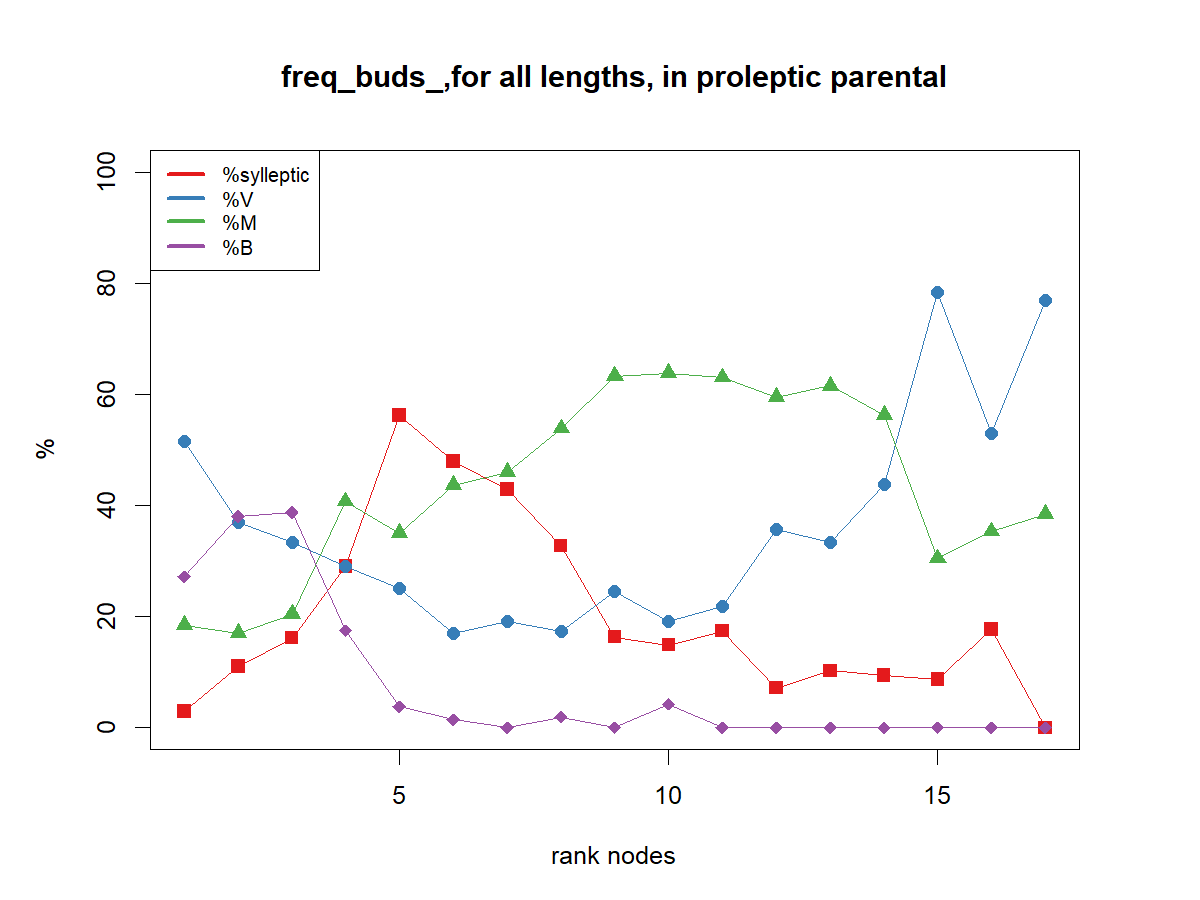 freq_buds_,for all lengths, in proleptic parental
%sylleptic
%V
%M
%B
100
80
60
40
20
0
%
5 10 15
rank nodes